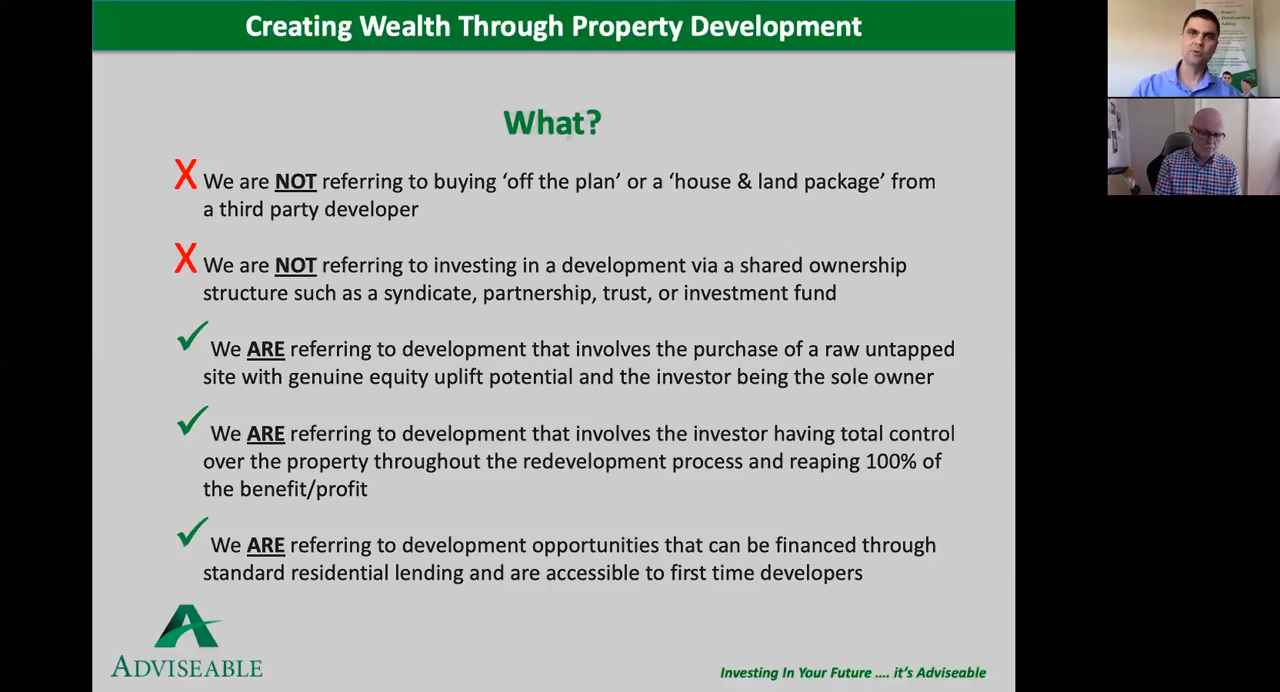 Creating Wealth Through Property Development
What?
X We are NOT referring to buying ‘off the plan’ or a ‘house & land package’ from
a third party developer
X We are NOT referring to investing in a development via a shared ownership
structure such as a syndicate, partnership, trust, or investment fund
✓ We ARE referring to development that involves the purchase of a raw untapped
site with genuine equity uplift potential and the investor being the sole owner
✓ We ARE referring to development that involves the investor having total control
over the property throughout the redevelopment process and reaping 100% of
the benefit/profit
✓ We ARE referring to development opportunities that can be financed through
standard residential lending and are accessible to first time developers
ADVISEABLE
Investing In Your Future .... it’s Adviseable